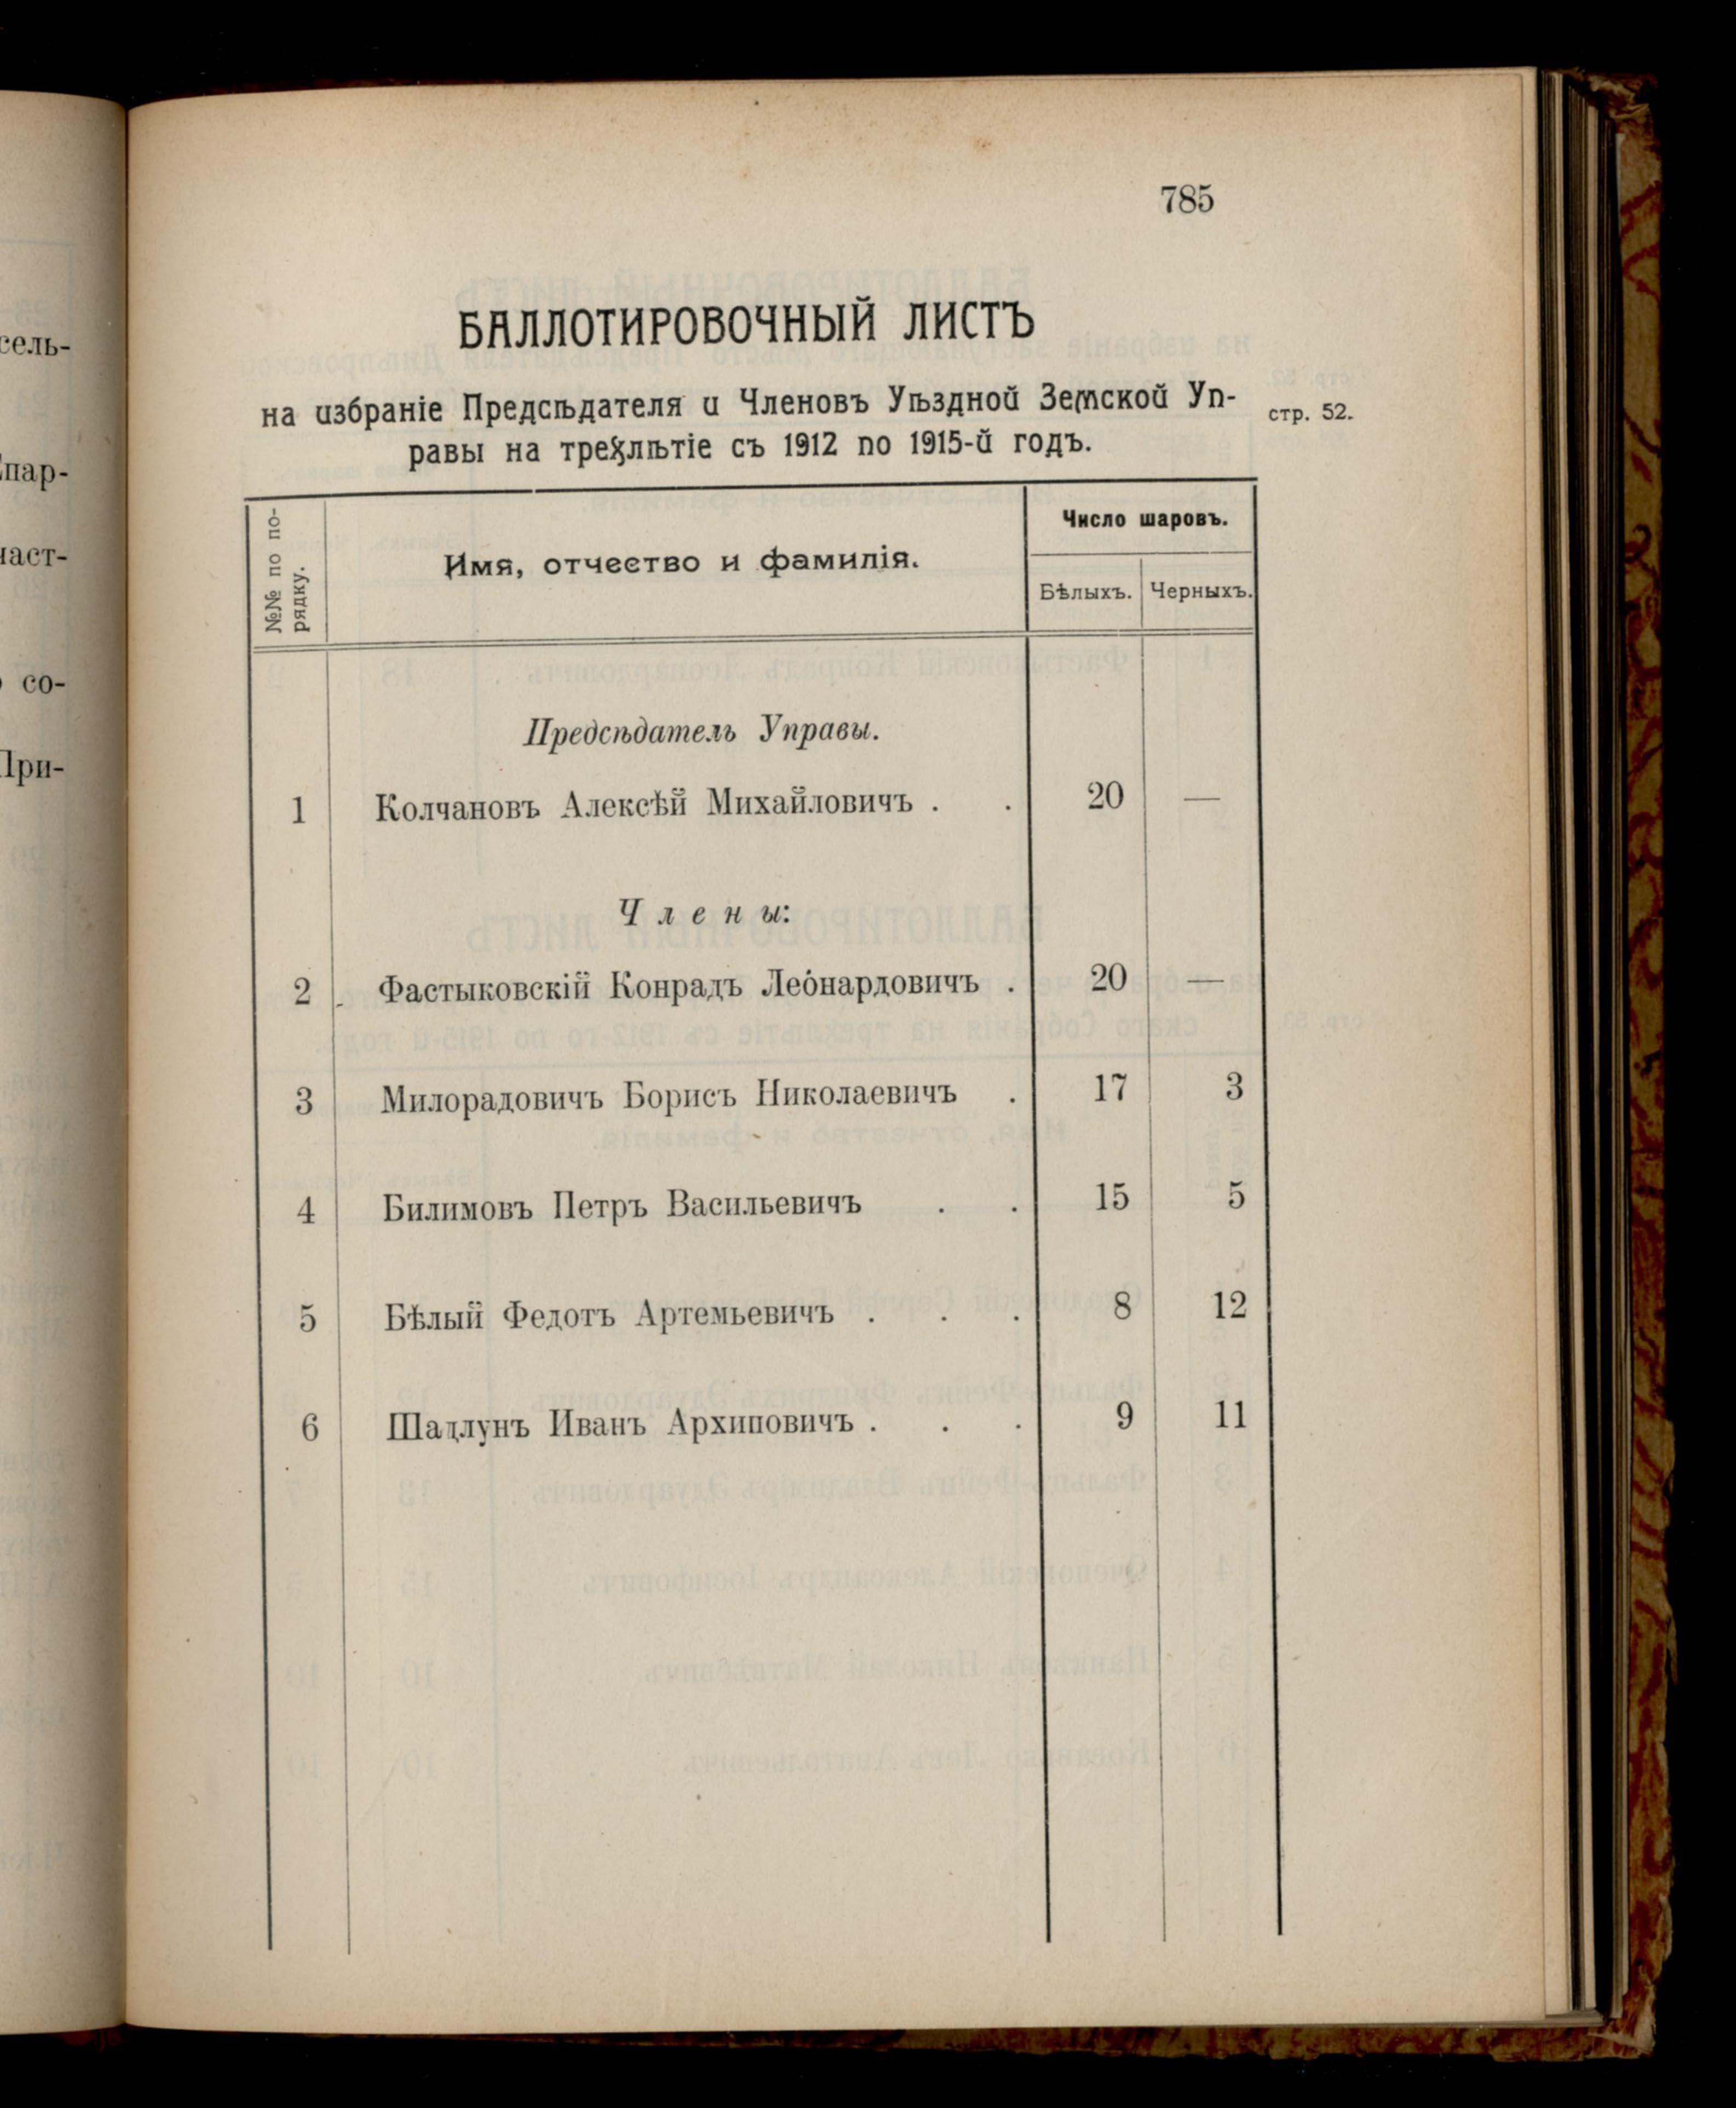 785
БАЛЛОТИРОВОЧНЫЙ ЛИСТЪ
на избраніе Предсѣдателя и Членовъ Уѣздной Земской Уп-
стр. 52.
равы на трехлѣтіе съ 1912 по 1915-й годъ.
№№ по по-
рядку.
Имя, отчество и фамилія.
Число шаровъ.
Бѣлыхъ. Черныхъ.
Предсѣдатель Управы.
1 Колчановъ Алексѣй Михайловичъ . . 20 —
Члены:
2 Фастыковскій Конрадъ Леонардовичъ . 20 —
3 Милорадовичъ Борисъ Николаевичъ . 17 3
4 Билимовъ Петръ Васильевичъ . . 15 5
5 Бѣлый Федотъ Артемьевичъ . . . 8 12
6 Шадлунъ Иванъ Архиповичъ . . . 9 11
сель-
со-
При-